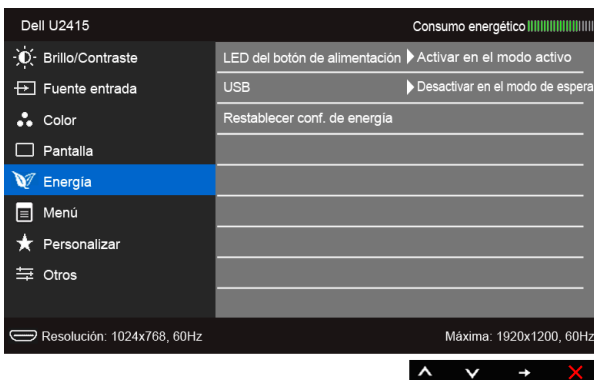 Dell U2415 Consumo energético
Brillo/Contraste LED del botón de alimentación Activar en el modo activo
Fuente entrada USB Desactivar en el modo de espera
Color Restablecer conf. de energía
Pantalla
Energía
Menú
Personalizar
Otros
Resolución: 1024x768, 60Hz Máxima: 1920x1200, 60Hz